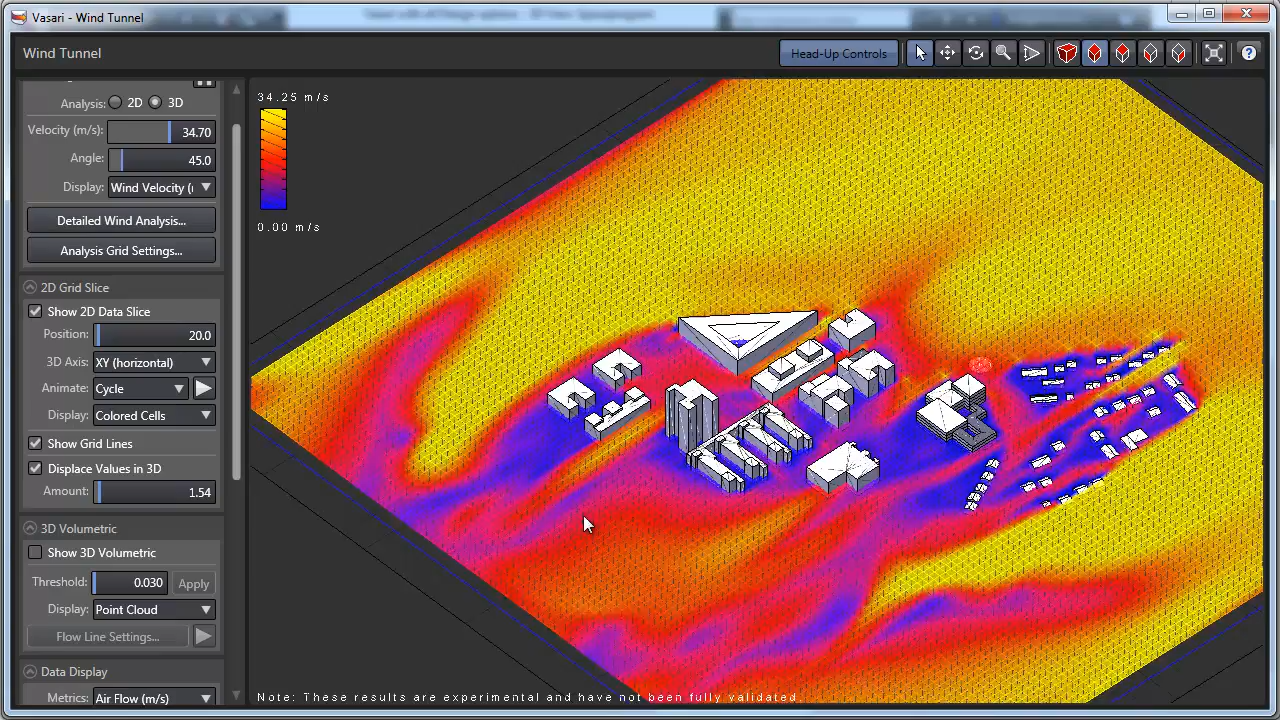 Vasari - Wind Tunnel
Wind Tunnel
Head-Up Controls
?
Analysis: 2D 3D
Velocity (m/s): 34.70
Angle: 45.0
Display: Wind Velocity (
Detailed Wind Analysis...
Analysis Grid Settings...
2D Grid Slice
Show 2D Data Slice
Position: 20.0
3D Axis: XY (horizontal)
Animate: Cycle
Display: Colored Cells
Show Grid Lines
Displace Values in 3D
Amount: 1.54
3D Volumetric
Show 3D Volumetric
Threshold: 0.030 Apply
Display: Point Cloud
Flow Line Settings...
Data Display
Metrics: Air Flow (m/s)
34.25 m/s
0.00 m/s
Note: These results are experimental and have not been fully validated.